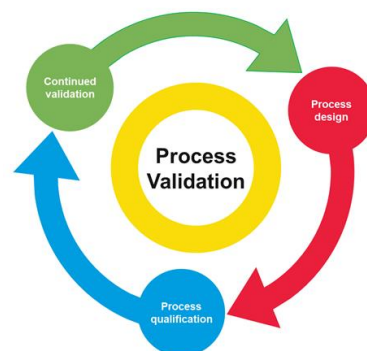 Continued
validation
Process
design
Process
Validation
Process
qualification